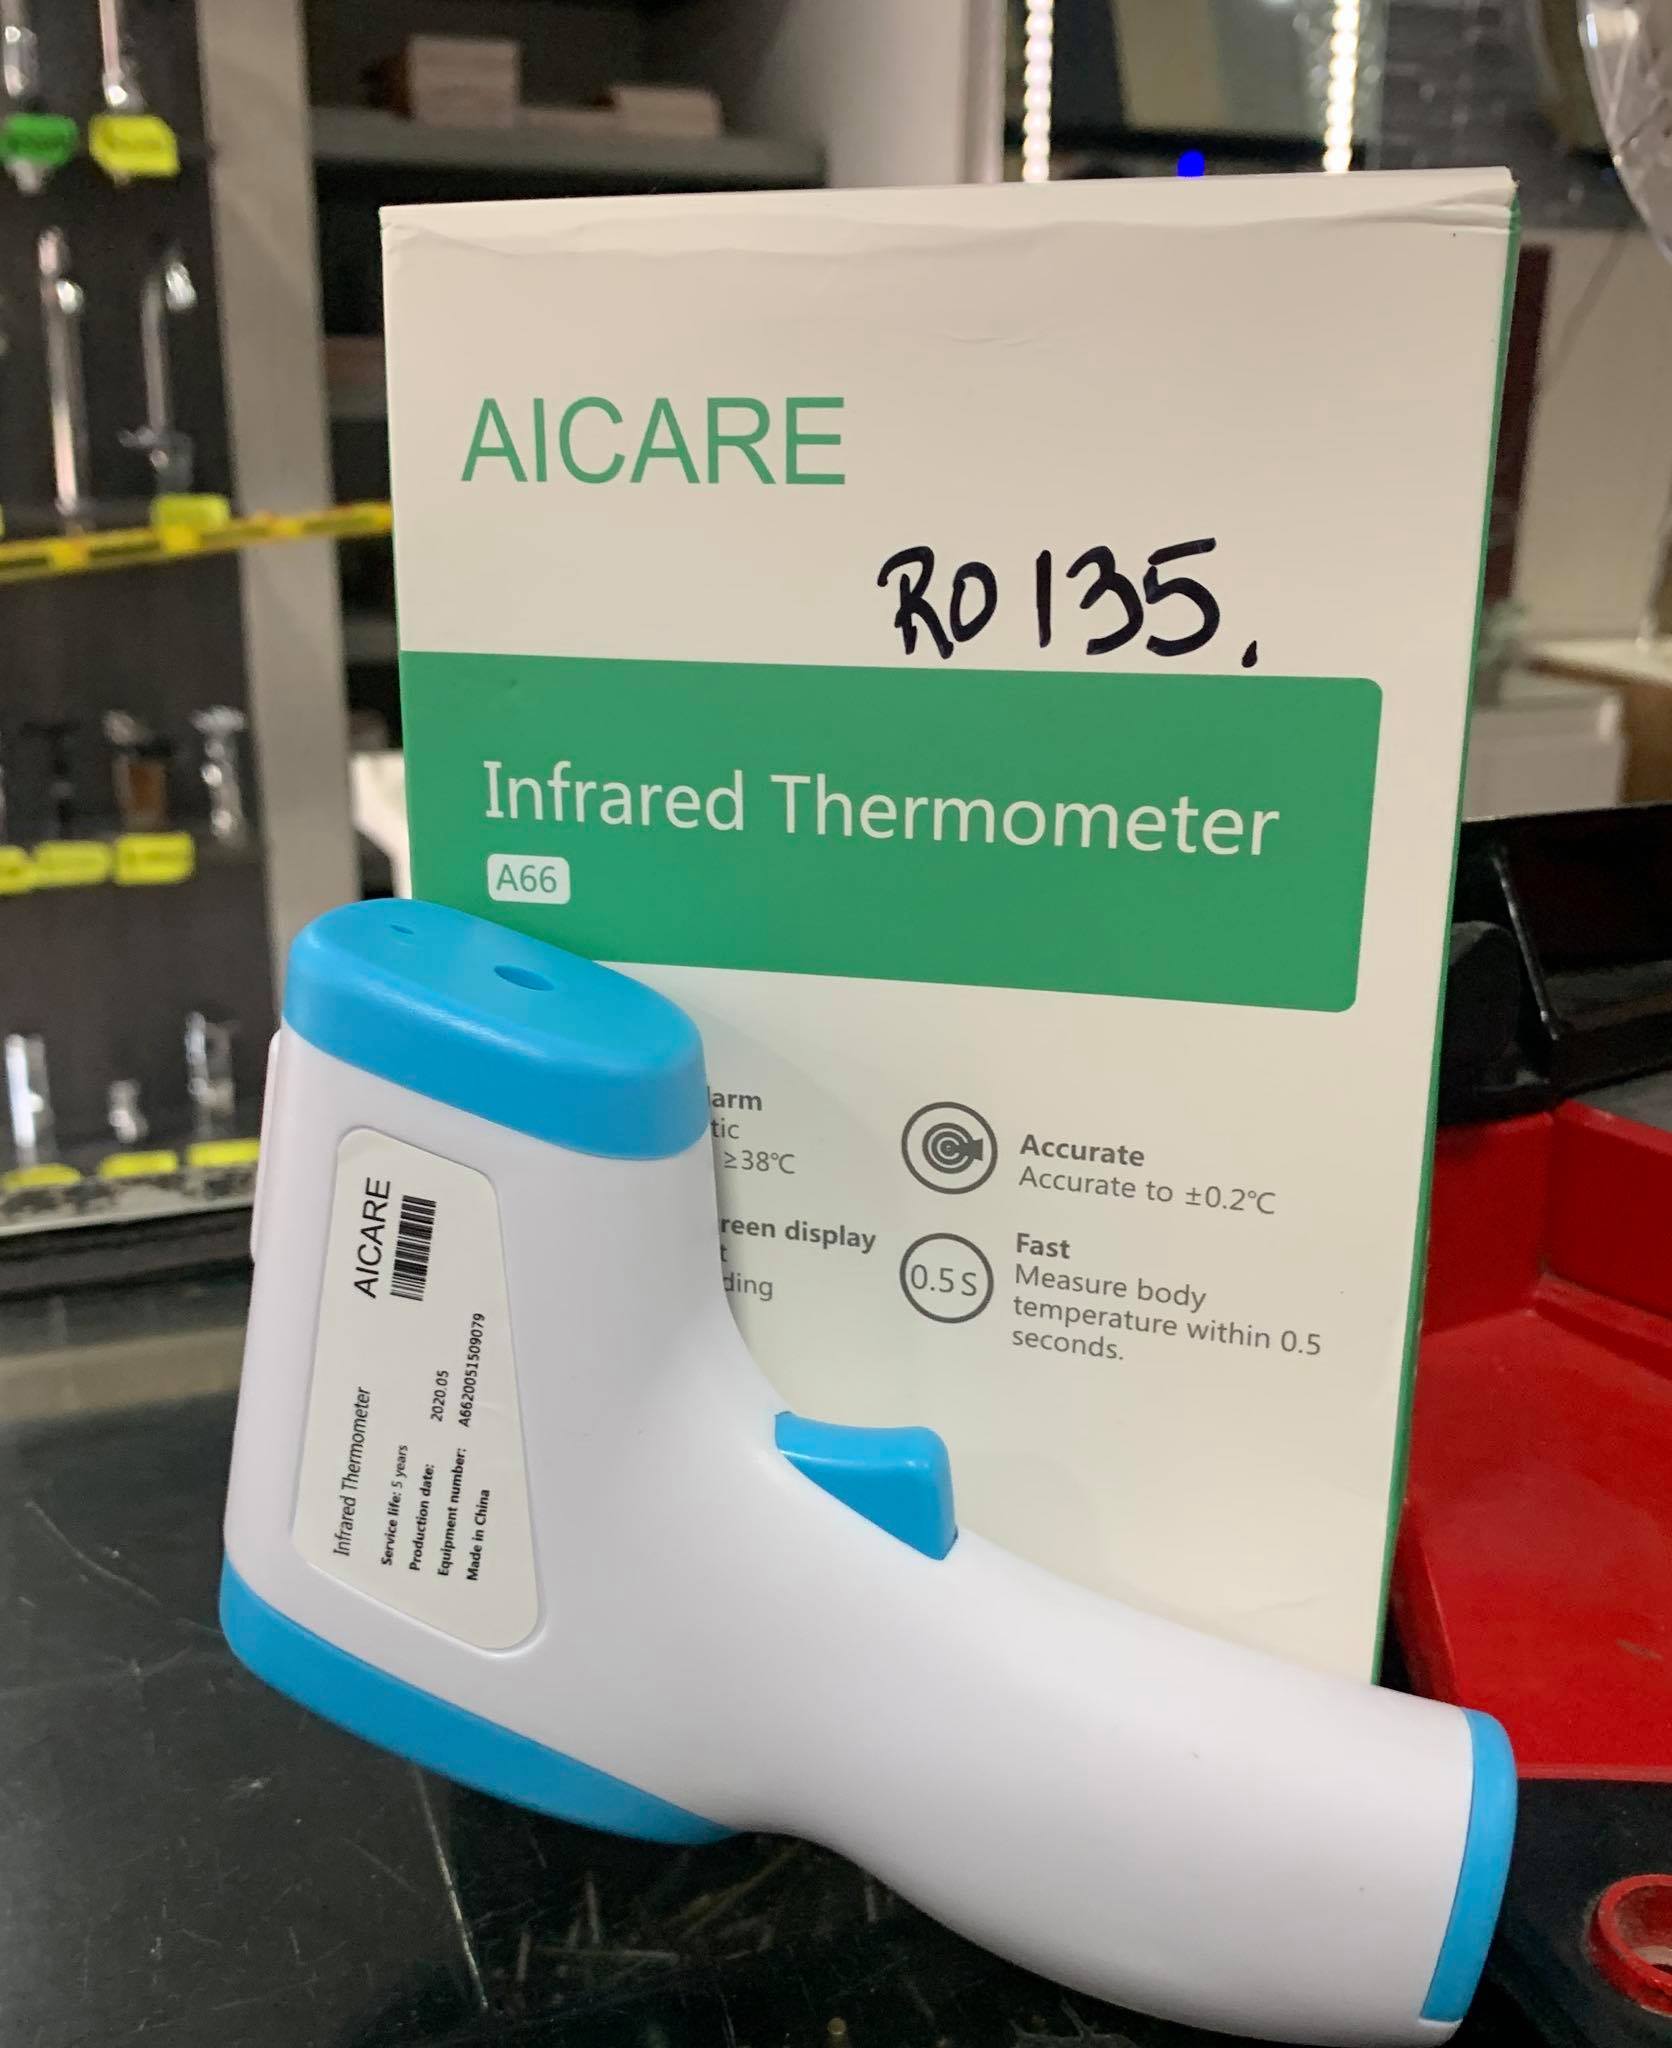 AICARE
RO 135.
Infrared Thermometer
A66
larm
tic
≥38℃
reen display
t
ding
Accurate
Accurate to ±0.2℃
0.5 S
Fast
Measure body
temperature within 0.5
seconds.
AICARE
Infrared Thermometer
Service life: 5 years
Production date: 2020.05
Equipment number: A6620051509079
Made in China